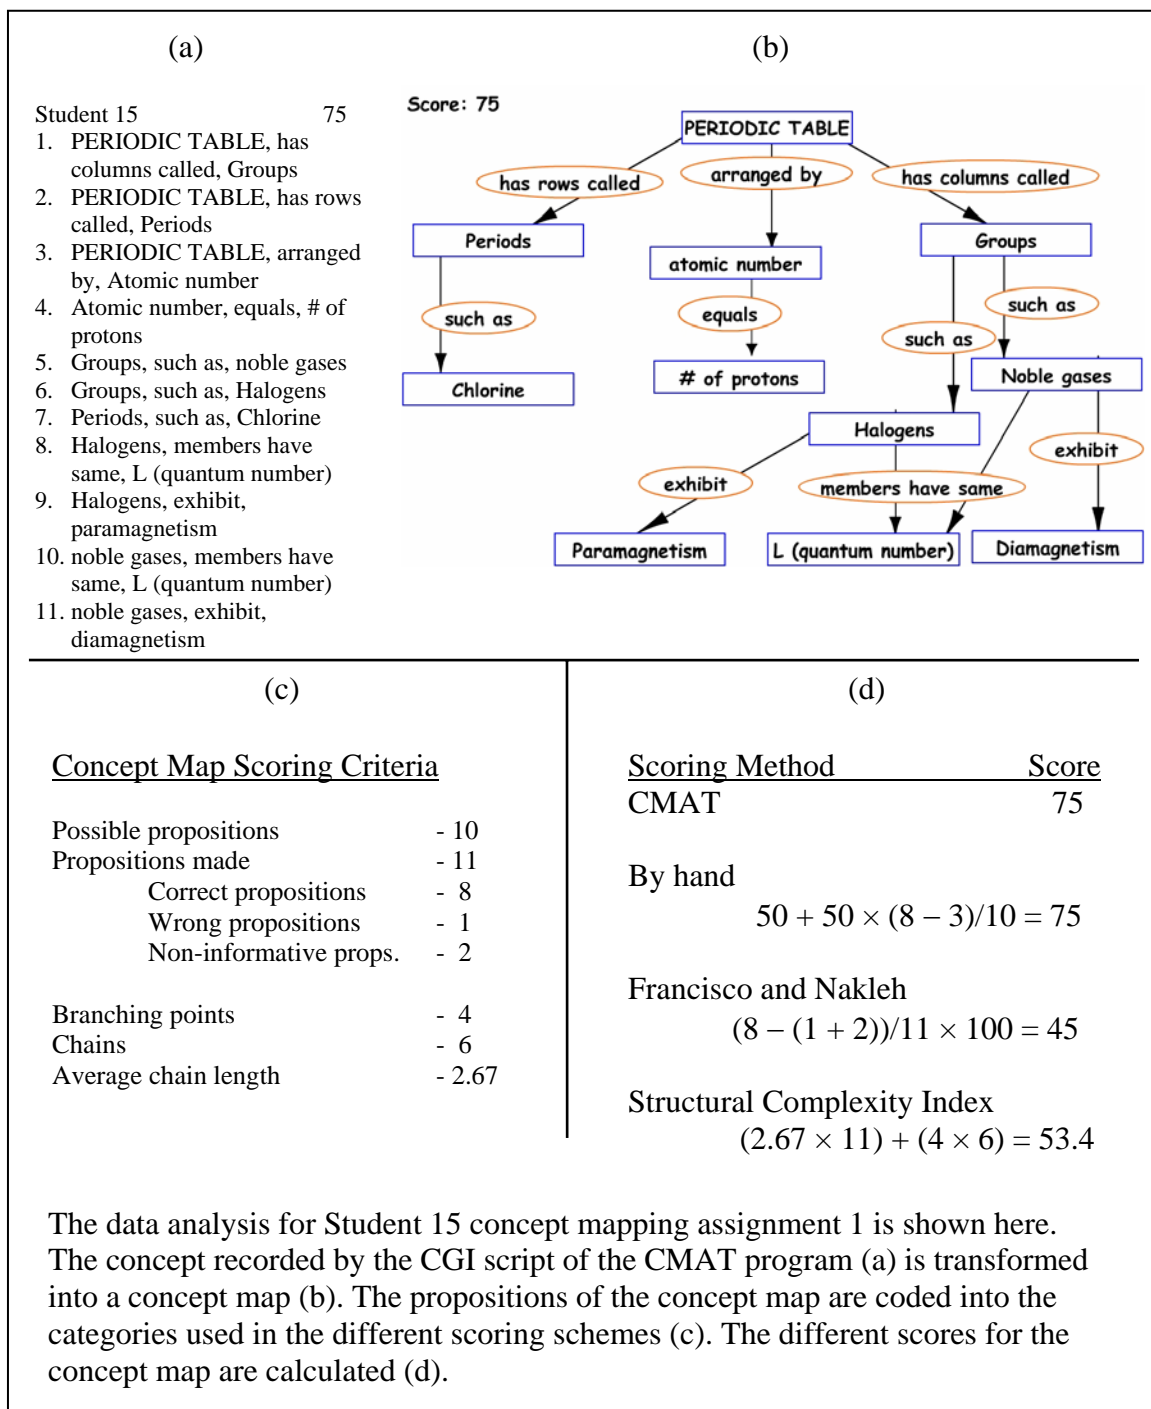 (a)
Student 15 75
1. PERIODIC TABLE, has
columns called, Groups
2. PERIODIC TABLE, has rows
called, Periods
3. PERIODIC TABLE, arranged
by, Atomic number
4. Atomic number, equals, # of
protons
5. Groups, such as, noble gases
6. Groups, such as, Halogens
7. Periods, such as, Chlorine
8. Halogens, members have
same, L (quantum number)
9. Halogens, exhibit,
paramagnetism
10. noble gases, members have
same, L (quantum number)
11. noble gases, exhibit,
diamagnetism
(b)
Score: 75
PERIODIC TABLE
has rows called
arranged by
has columns called
Periods
atomic number
Groups
such as
equals
such as
such as
Chlorine
# of protons
Noble gases
Halogens
exhibit
members have same
exhibit
Paramagnetism
L (quantum number)
Diamagnetism
(c)
Concept Map Scoring Criteria
Possible propositions - 10
Propositions made - 11
Correct propositions - 8
Wrong propositions - 1
Non-informative props. - 2
Branching points - 4
Chains - 6
Average chain length - 2.67
(d)
Scoring Method Score
CMAT 75
By hand
50 + 50 × (8 – 3)/10 = 75
Francisco and Nakleh
(8 – (1 + 2))/11 × 100 = 45
Structural Complexity Index
(2.67 × 11) + (4 × 6) = 53.4
The data analysis for Student 15 concept mapping assignment 1 is shown here.
The concept recorded by the CGI script of the CMAT program (a) is transformed
into a concept map (b). The propositions of the concept map are coded into the
categories used in the different scoring schemes (c). The different scores for the
concept map are calculated (d).